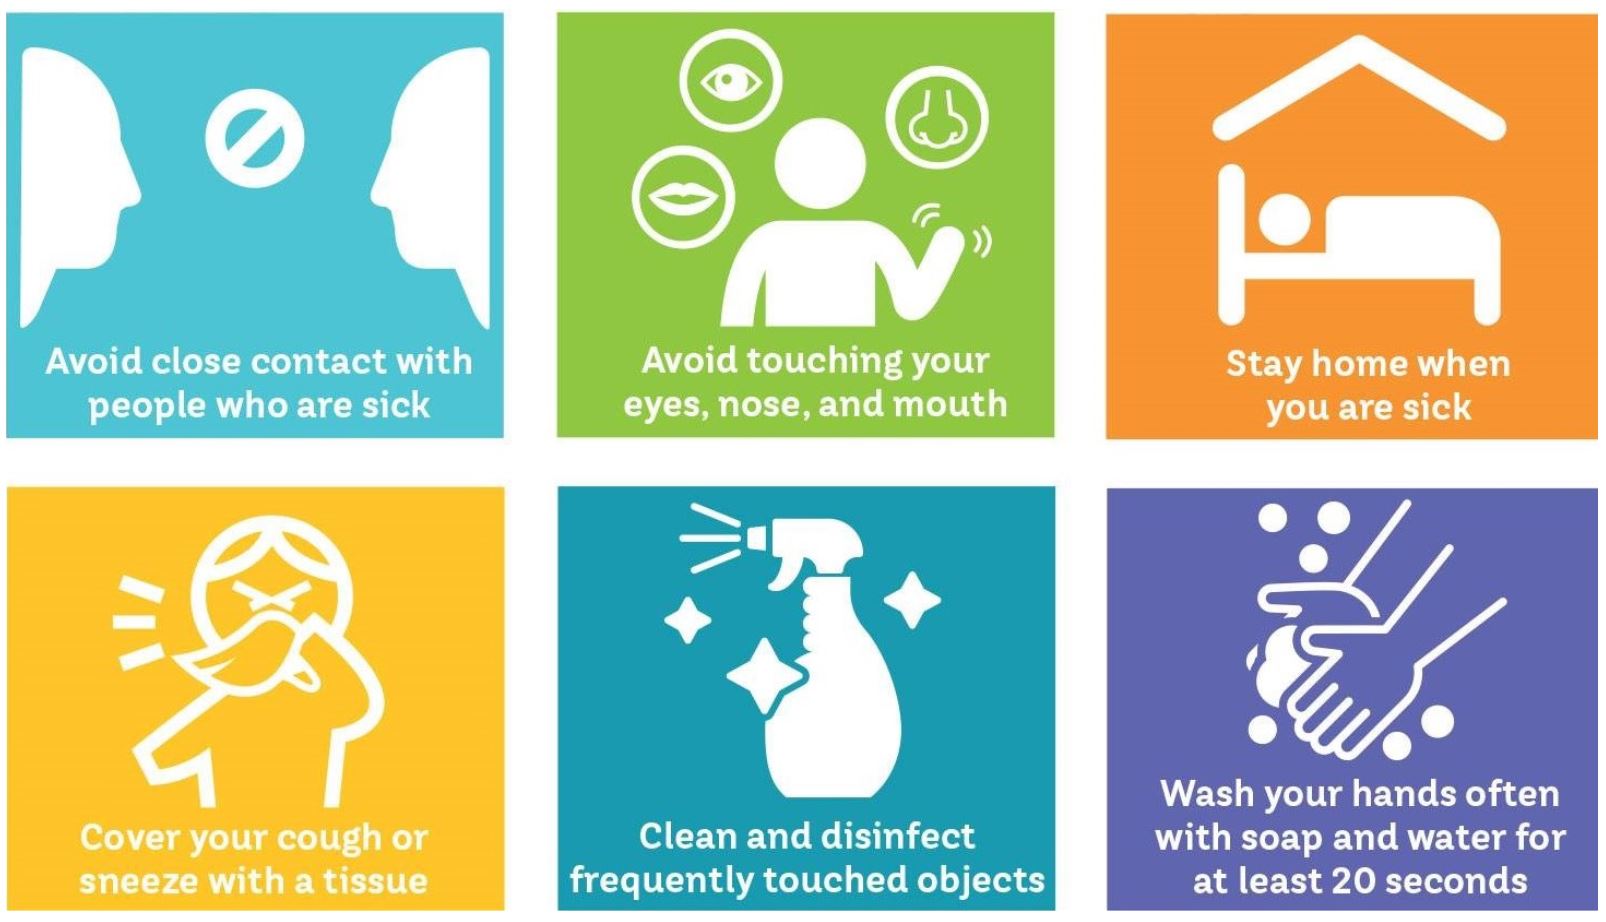 Avoid close contact with
people who are sick
Avoid touching your
eyes, nose, and mouth
Stay home when
you are sick
Cover your cough or
sneeze with a tissue
Clean and disinfect
frequently touched objects
Wash your hands often
with soap and water for
at least 20 seconds